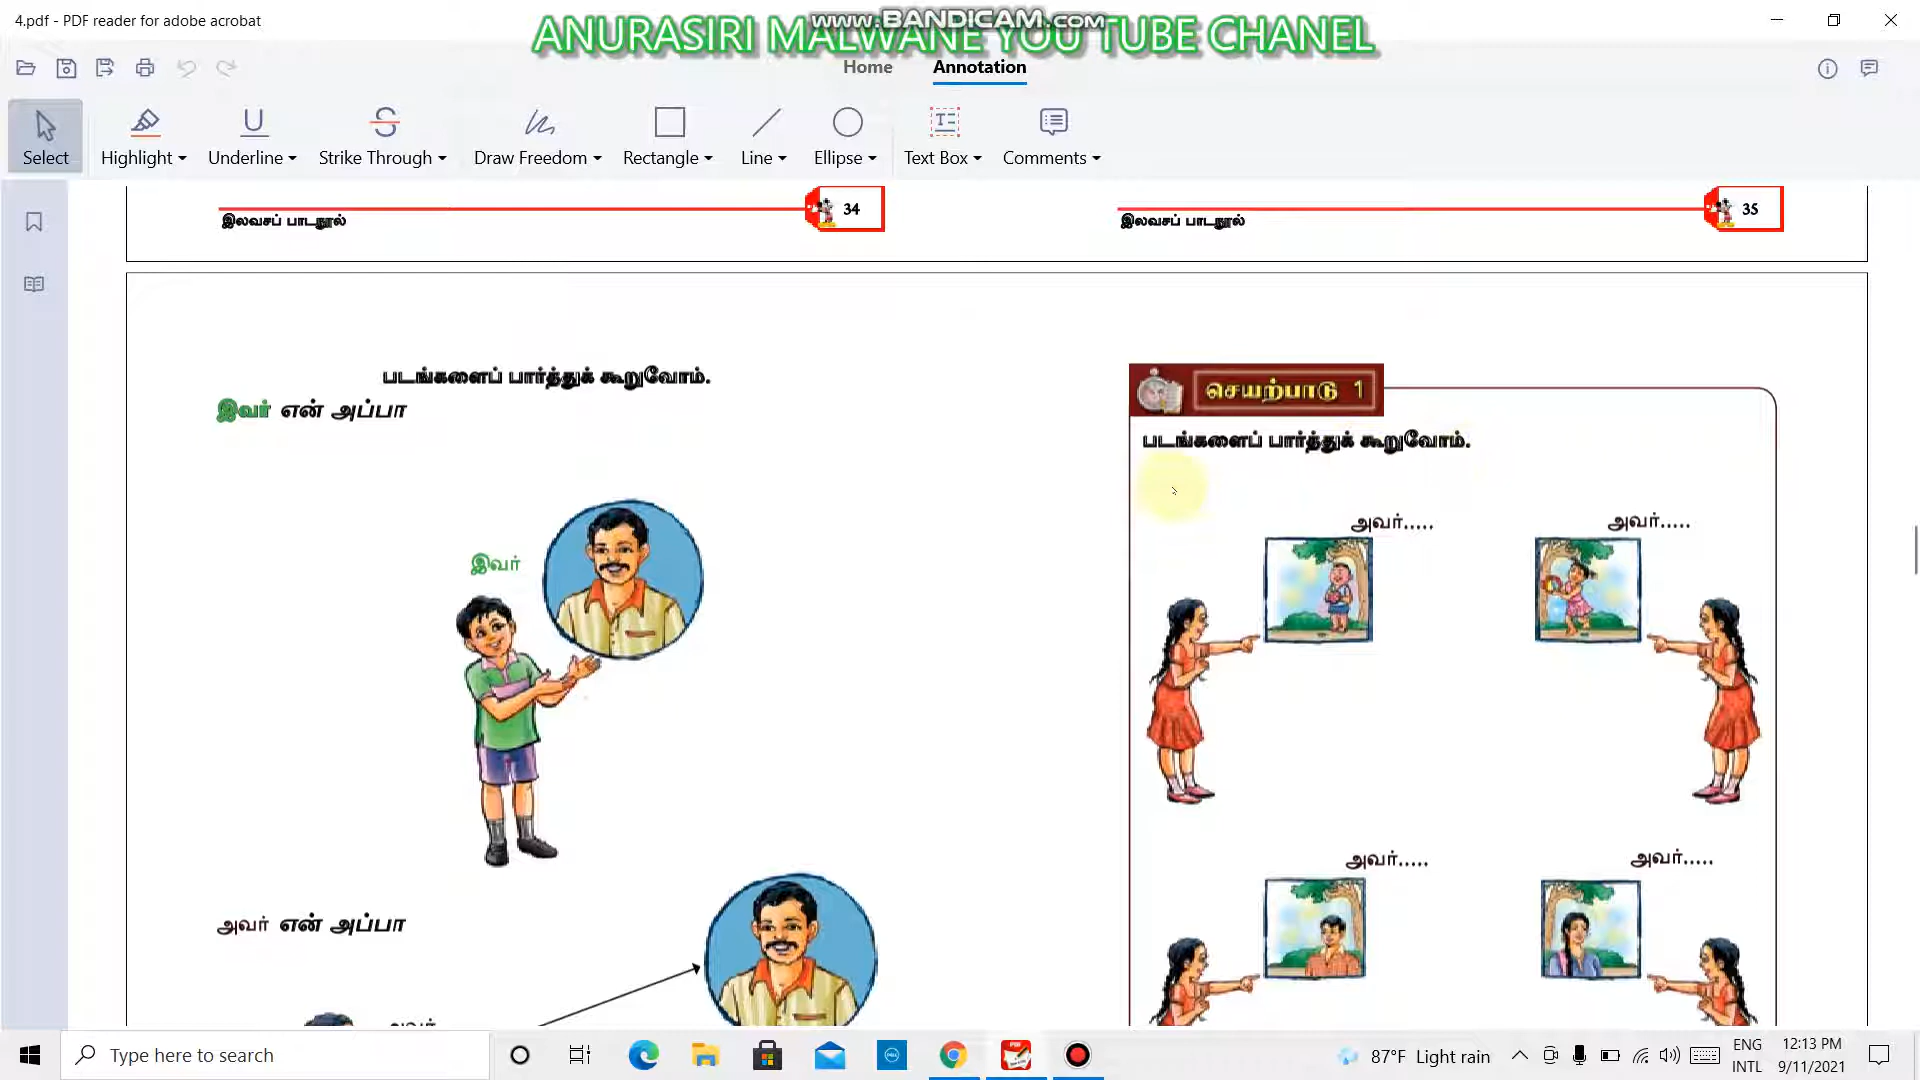 4.pdf - PDF reader for adobe acrobat
www.BANDICAM.com
ANURASIRI MALWANE YOU TUBE CHANEL
Home
Annotation
Select
Highlight
Underline
Strike Through
Draw Freedom
Rectangle
Line
Ellipse
Text Box
Comments
இலவசப் பாடநூல்
34
இலவசப் பாடநூல்
35
படங்களைப் பார்த்துக் கூறுவோம்.
இவர் என் அப்பா
இவர்
அவர் என் அப்பா
அவர்
செயற்பாடு 1
படங்களைப் பார்த்துக் கூறுவோம்.
அவர்.....
அவர்.....
அவர்.....
அவர்.....
Type here to search
87°F Light rain
ENG
INTL
12:13 PM
9/11/2021